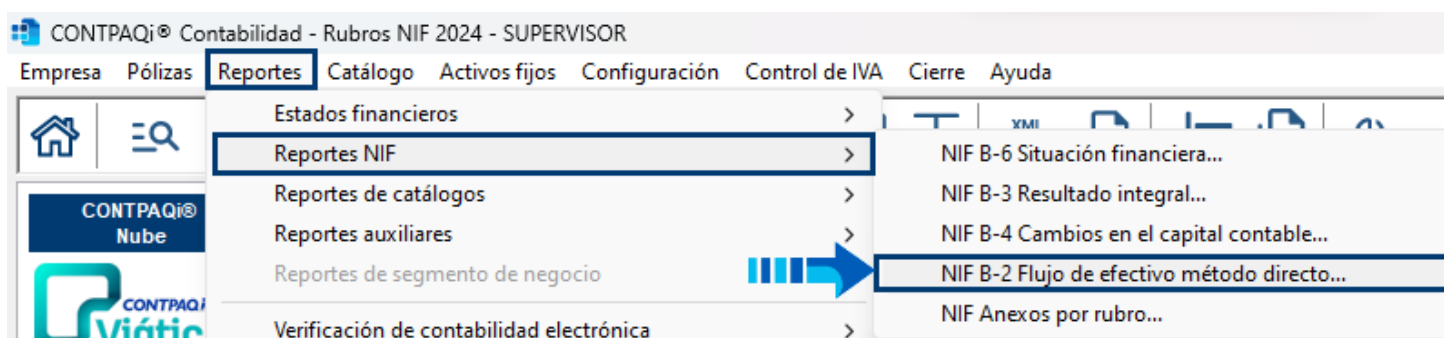 CONTPAQi® Contabilidad - Rubros NIF 2024 - SUPERVISOR
Empresa Pólizas Reportes Catálogo Activos fijos Configuración Control de IVA Cierre Ayuda
Estados financieros
XML
Reportes NIF
NIF B-6 Situación financiera...
Reportes de catálogos
NIF B-3 Resultado integral...
CONTPAQi®
Nube
Reportes auxiliares
NIF B-4 Cambios en el capital contable...
Reportes de segmento de negocio
NIF B-2 Flujo de efectivo método directo...
CONTPAQi
NIF Anexos por rubro...
Viátic
Verificación de contabilidad electrónica